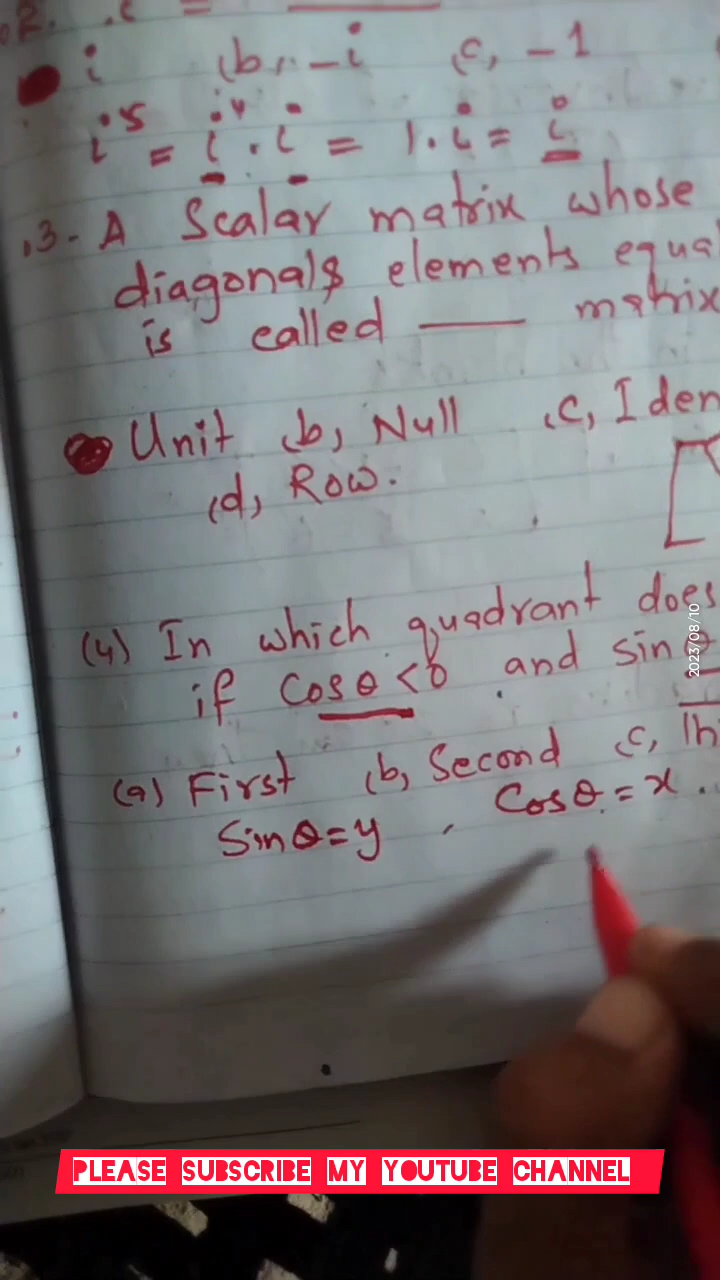 i (b, -i (c, -1
i⁵ = i⁴ . i = 1 . i = i
.3- A Scalar matrix whose
diagonals elements equal
is called —— matrix
Unit (b, Null (c, Iden
(d, Row.
(4) In which quadrant does
if Cosθ <0 and sinθ
(a) First (b, Second (c, Th
Sinθ=y , Cosθ=x .
2023/08/10
PLEASE SUBSCRIBE MY YOUTUBE CHANNEL